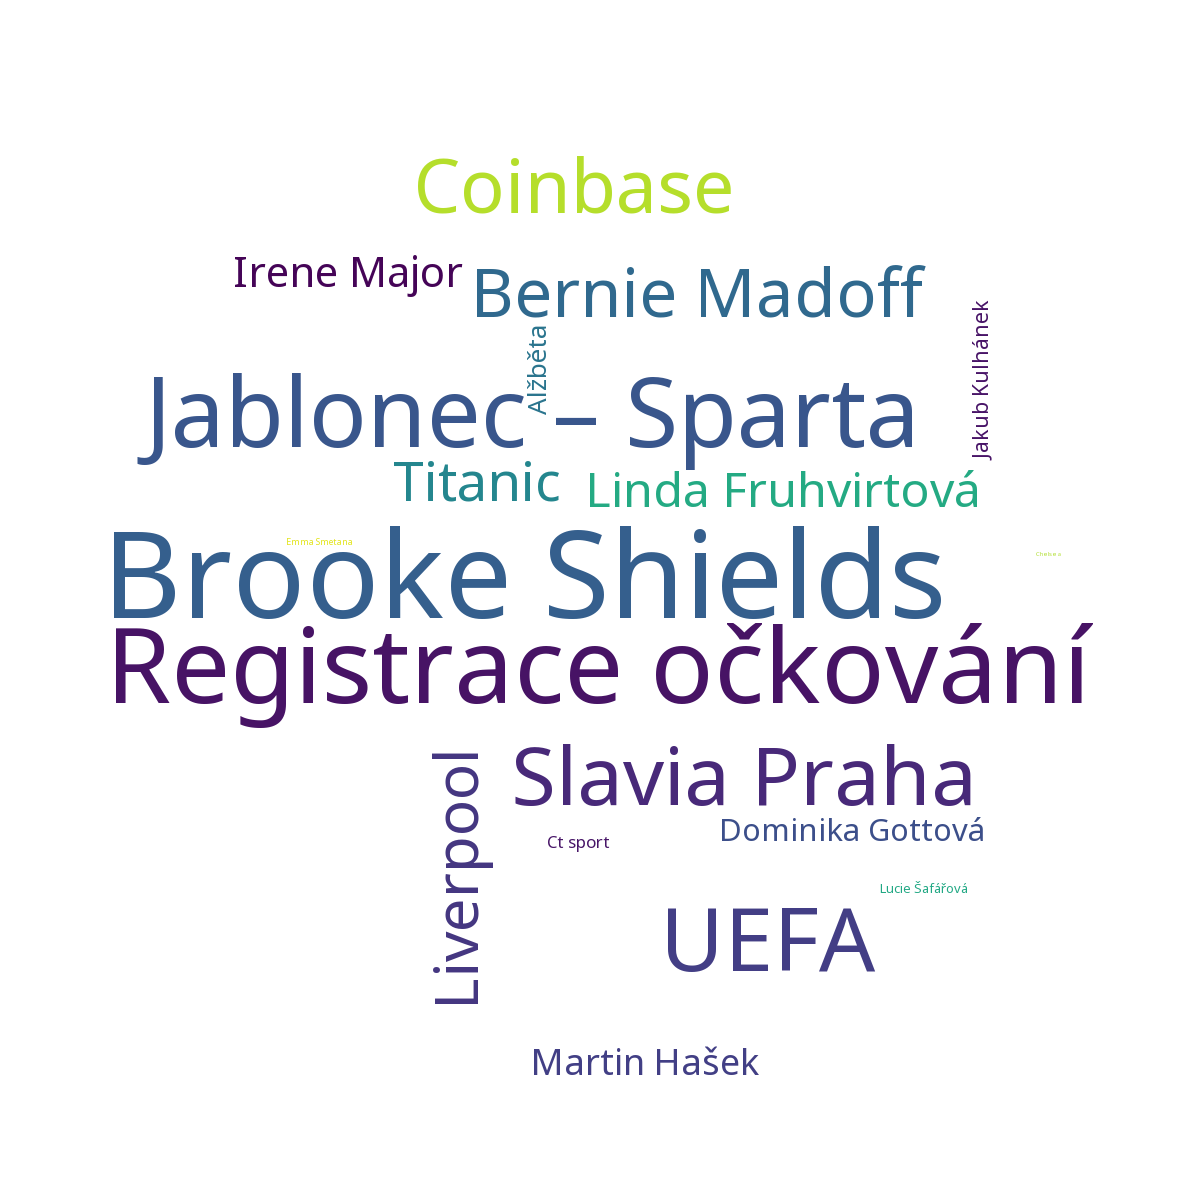 Coinbase
Irene Major
Bernie Madoff
Jakub Kulhánek
Alžběta
Jablonec – Sparta
Titanic
Linda Fruhvirtová
Brooke Shields
Emma Smetana
Chelsea
Registrace očkování
Slavia Praha
Liverpool
Dominika Gottová
Ct sport
Lucie Šafářová
UEFA
Martin Hašek